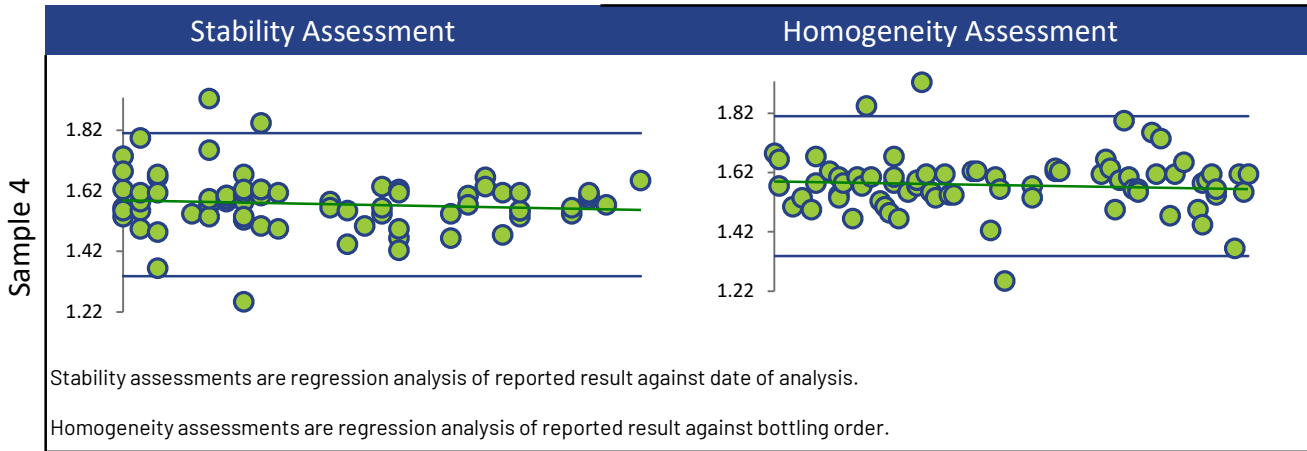 Stability Assessment
Homogeneity Assessment
Sample 4
1.82
1.62
1.42
1.22
1.82
1.62
1.42
1.22
Stability assessments are regression analysis of reported result against date of analysis.
Homogeneity assessments are regression analysis of reported result against bottling order.